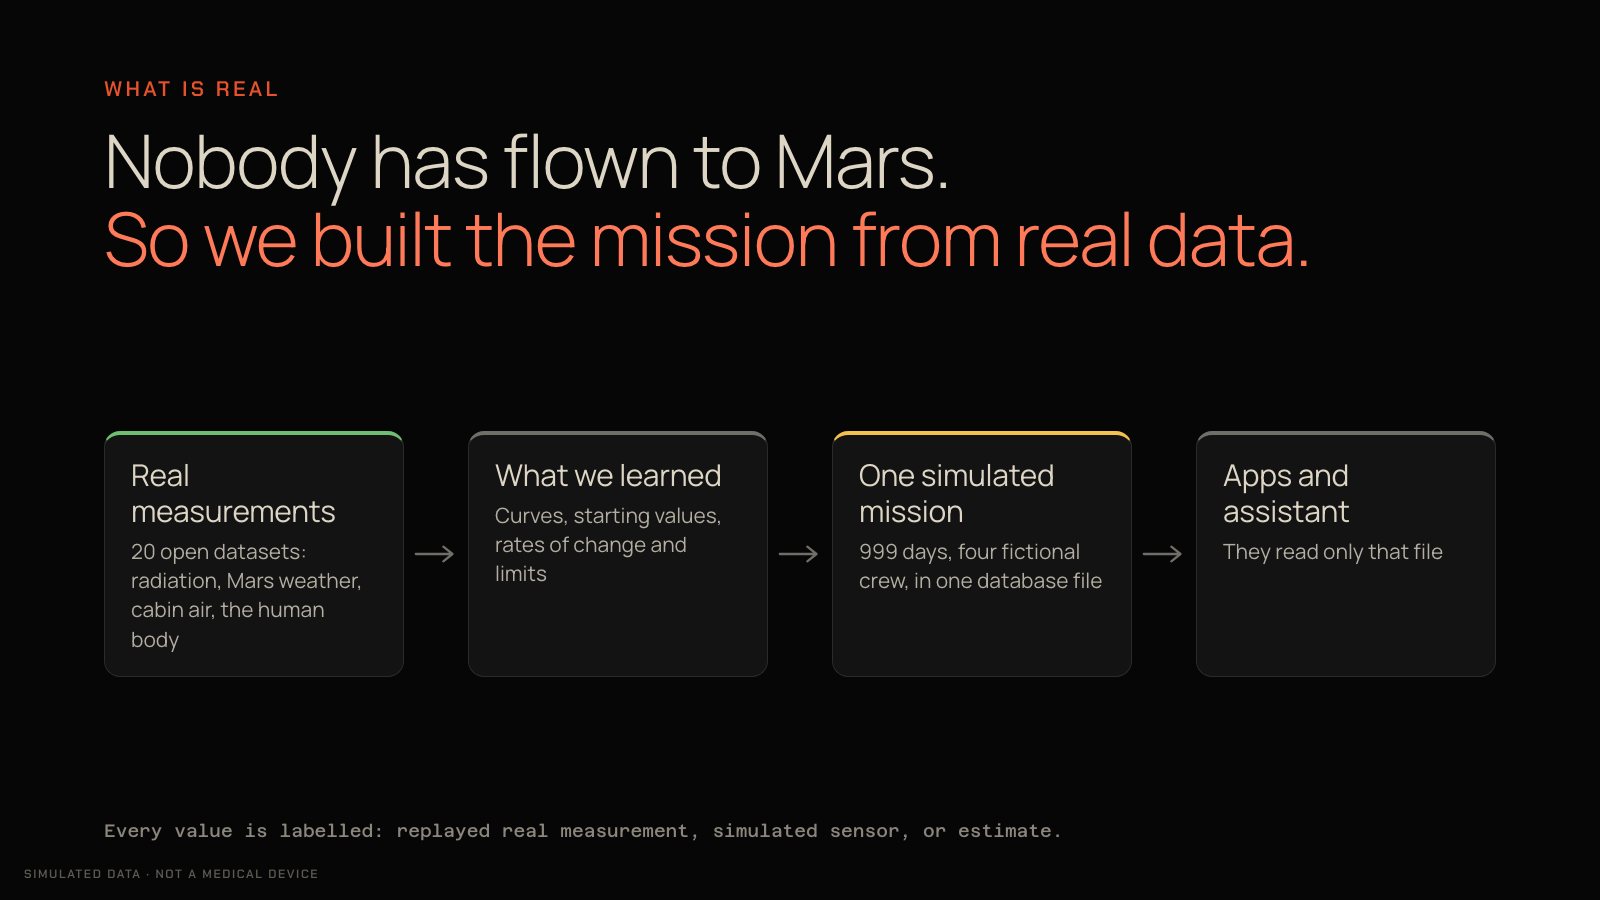 WHAT IS REAL
Nobody has flown to Mars.
So we built the mission from real data.
Real
measurements
20 open datasets:
radiation, Mars weather,
cabin air, the human
body
What we learned
Curves, starting values,
rates of change and
limits
One simulated
mission
999 days, four fictional
crew, in one database file
Apps and
assistant
They read only that file
Every value is labelled: replayed real measurement, simulated sensor, or estimate.
SIMULATED DATA · NOT A MEDICAL DEVICE